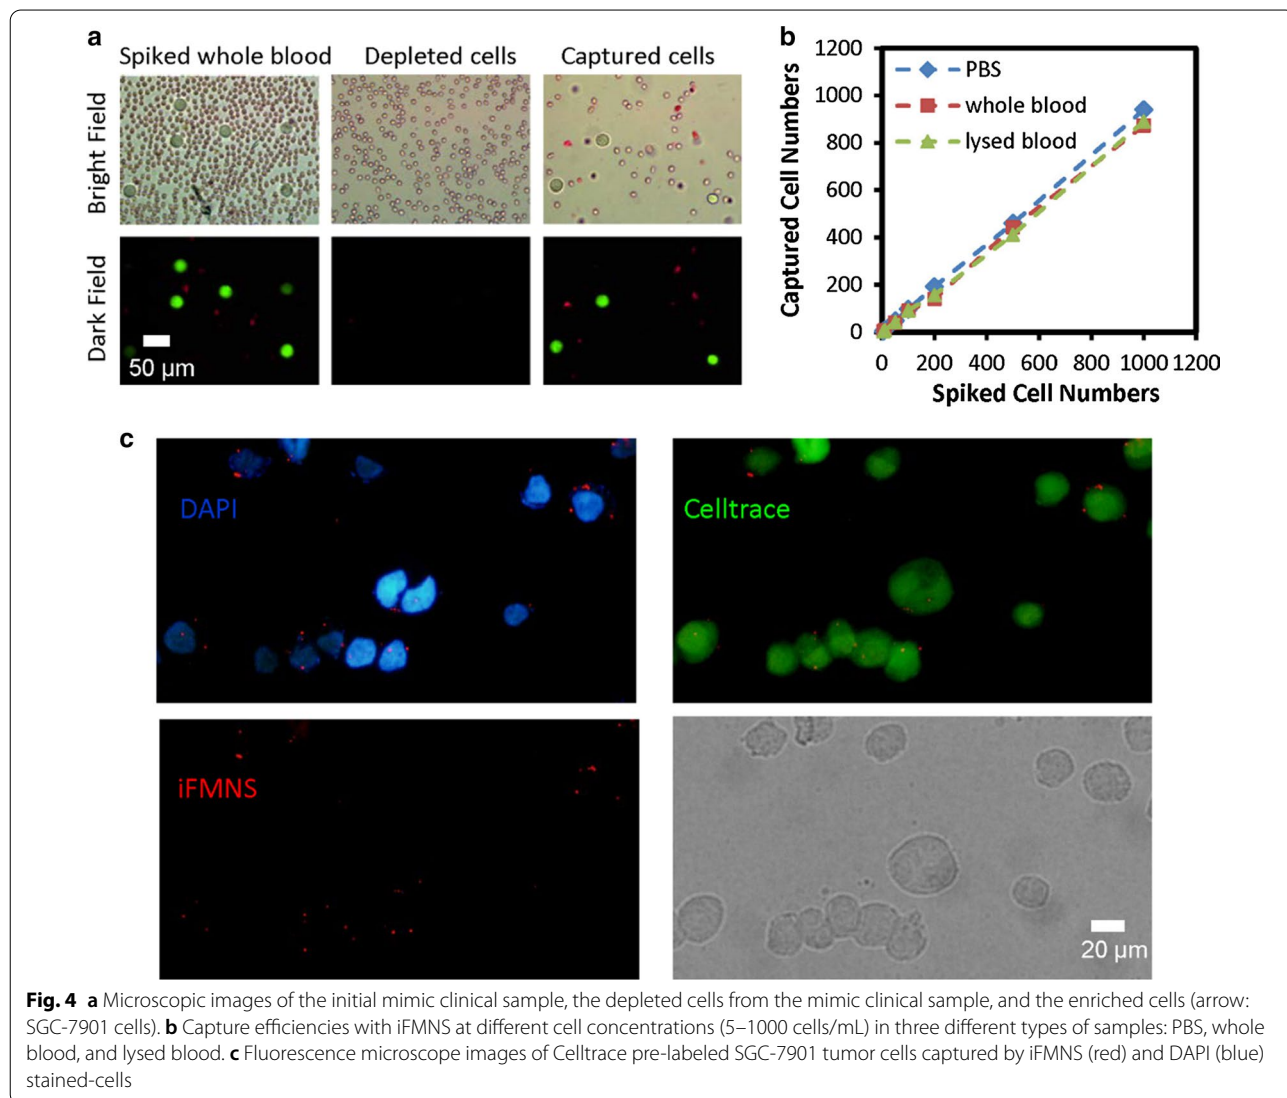 a
Spiked whole blood Depleted cells Captured cells
Bright Field
Dark Field
50 µm
b
Captured Cell Numbers
1200
1000
800
600
400
200
0
PBS
whole blood
lysed blood
0 200 400 600 800 1000 1200
Spiked Cell Numbers
c
DAPI
Celltrace
iFMNS
20 µm
Fig. 4 a Microscopic images of the initial mimic clinical sample, the depleted cells from the mimic clinical sample, and the enriched cells (arrow:
SGC-7901 cells). b Capture efficiencies with iFMNS at different cell concentrations (5–1000 cells/mL) in three different types of samples: PBS, whole
blood, and lysed blood. c Fluorescence microscope images of Celltrace pre-labeled SGC-7901 tumor cells captured by iFMNS (red) and DAPI (blue)
stained-cells